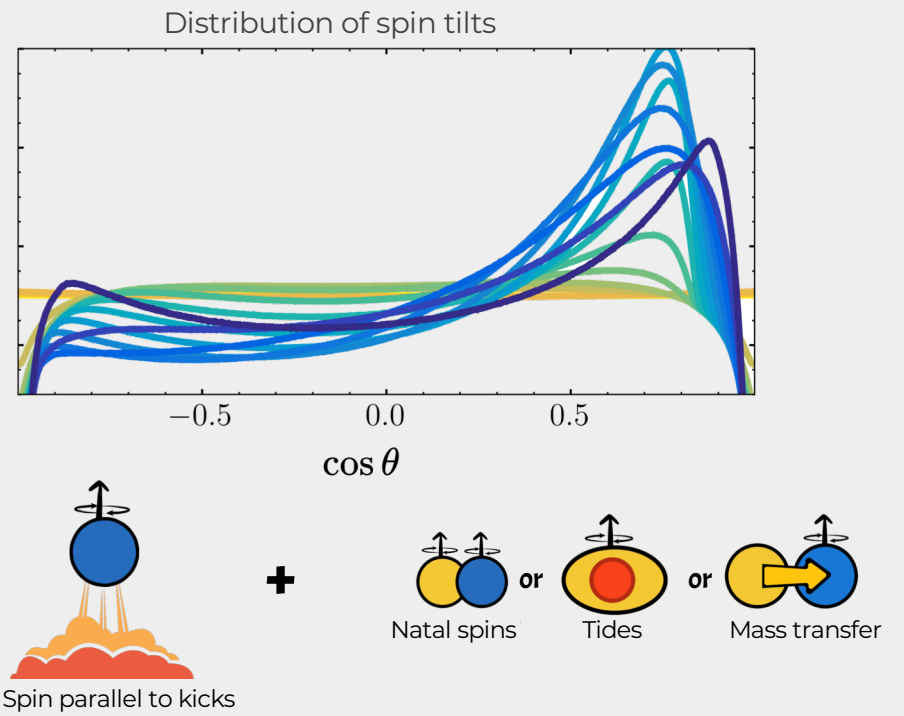 Distribution of spin tilts
−0.5 0.0 0.5
cos θ
or or
Natal spins Tides Mass transfer
Spin parallel to kicks